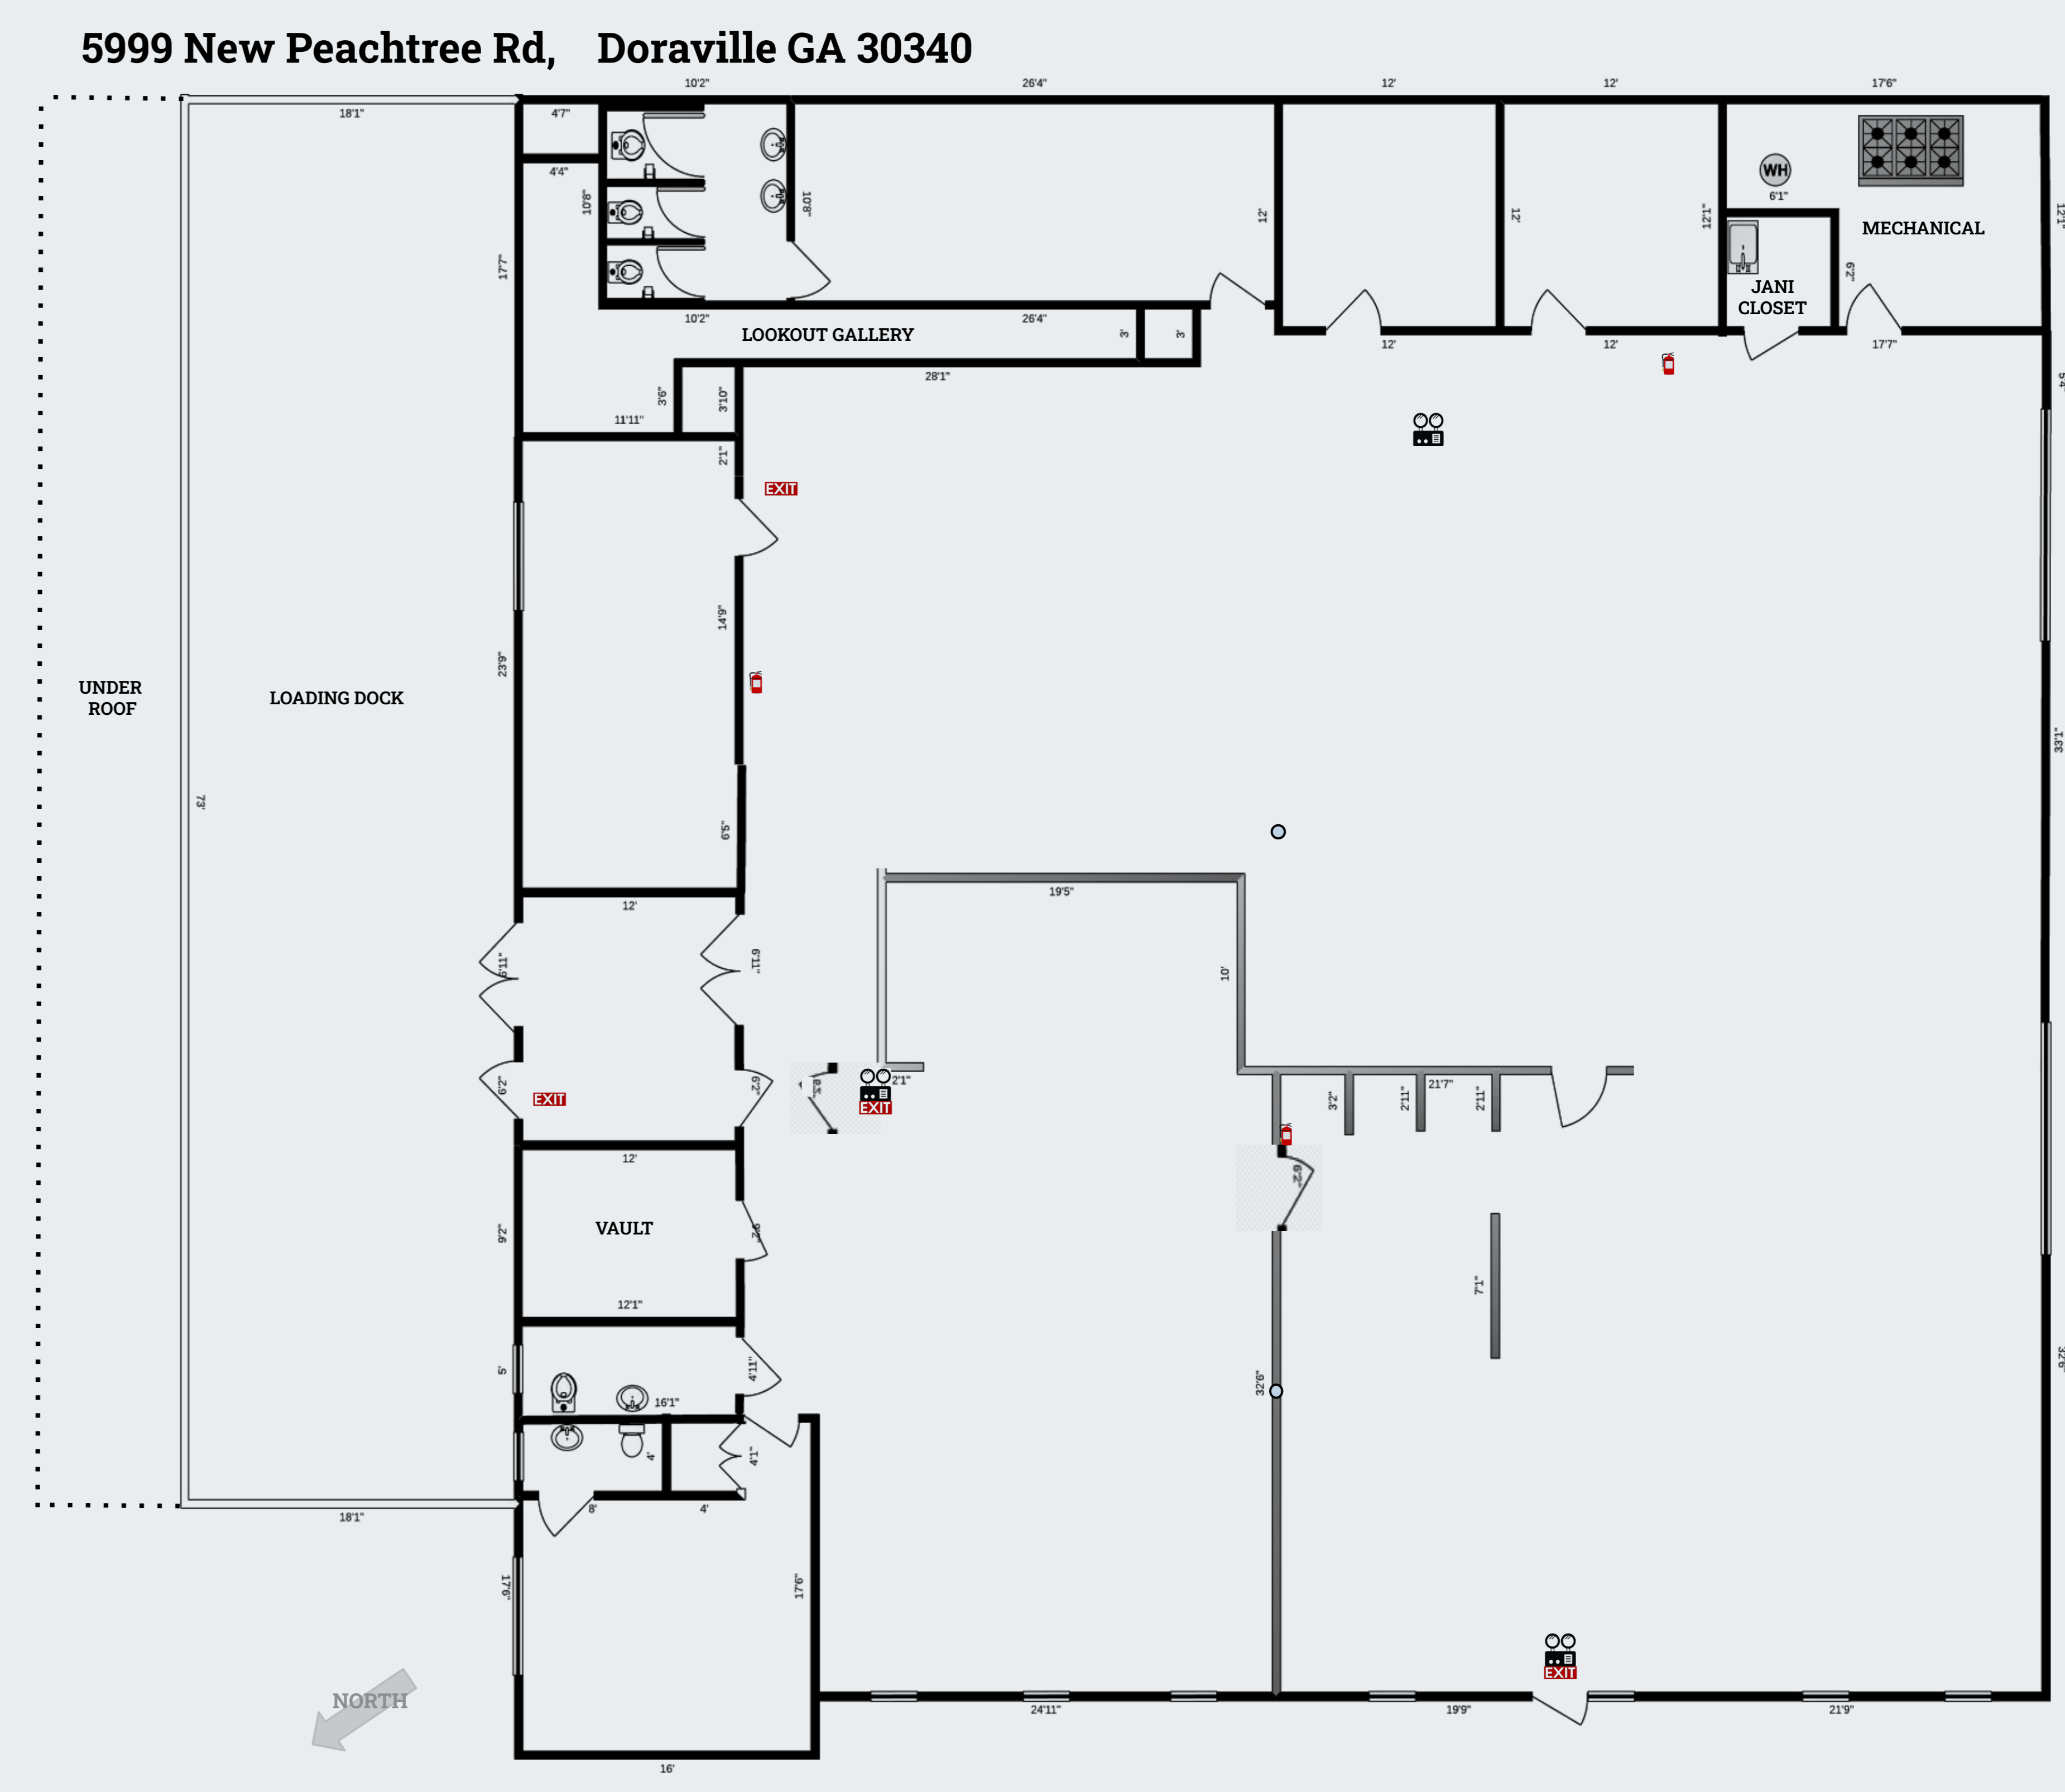 5999 New Peachtree Rd, Doraville GA 30340
10'2" 26'4" 12' 12' 17'6"
18'1" 4'7"
4'4"
10'8" 10'8" 12' 12' 12'1" WH 12'1"
6'1"
MECHANICAL
17'7" 6'2"
JANI
CLOSET
10'2" 26'4"
LOOKOUT GALLERY 3' 3' 12' 12' 17'7"
28'1" 5'4"
3'6" 3'10"
11'11"
2'1"
EXIT
14'9"
23'9"
UNDER
ROOF
LOADING DOCK
33'1"
73'
6'5"
19'5"
12'
6'11" 6'11" 10'
6'2" 6'2" 2'1" 21'7"
EXIT EXIT 3'2" 2'11" 2'11"
12' 6'2"
VAULT
9'2" 6'2"
7'1"
12'1"
5' 4'11" 32'6" 32'6"
16'1"
4' 4'1"
8' 4'
18'1"
17'6" 17'6"
EXIT
NORTH
24'11" 19'9" 21'9"
16'